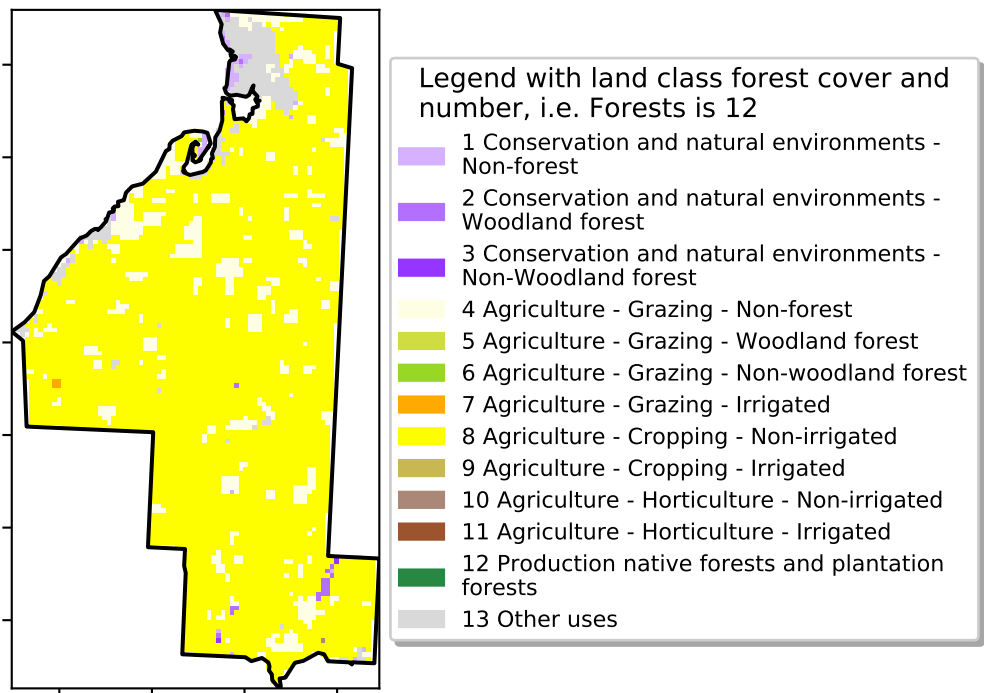 Legend with land class forest cover and
number, i.e. Forests is 12
1 Conservation and natural environments -
Non-forest
2 Conservation and natural environments -
Woodland forest
3 Conservation and natural environments -
Non-Woodland forest
4 Agriculture - Grazing - Non-forest
5 Agriculture - Grazing - Woodland forest
6 Agriculture - Grazing - Non-woodland forest
7 Agriculture - Grazing - Irrigated
8 Agriculture - Cropping - Non-irrigated
9 Agriculture - Cropping - Irrigated
10 Agriculture - Horticulture - Non-irrigated
11 Agriculture - Horticulture - Irrigated
12 Production native forests and plantation
forests
13 Other uses